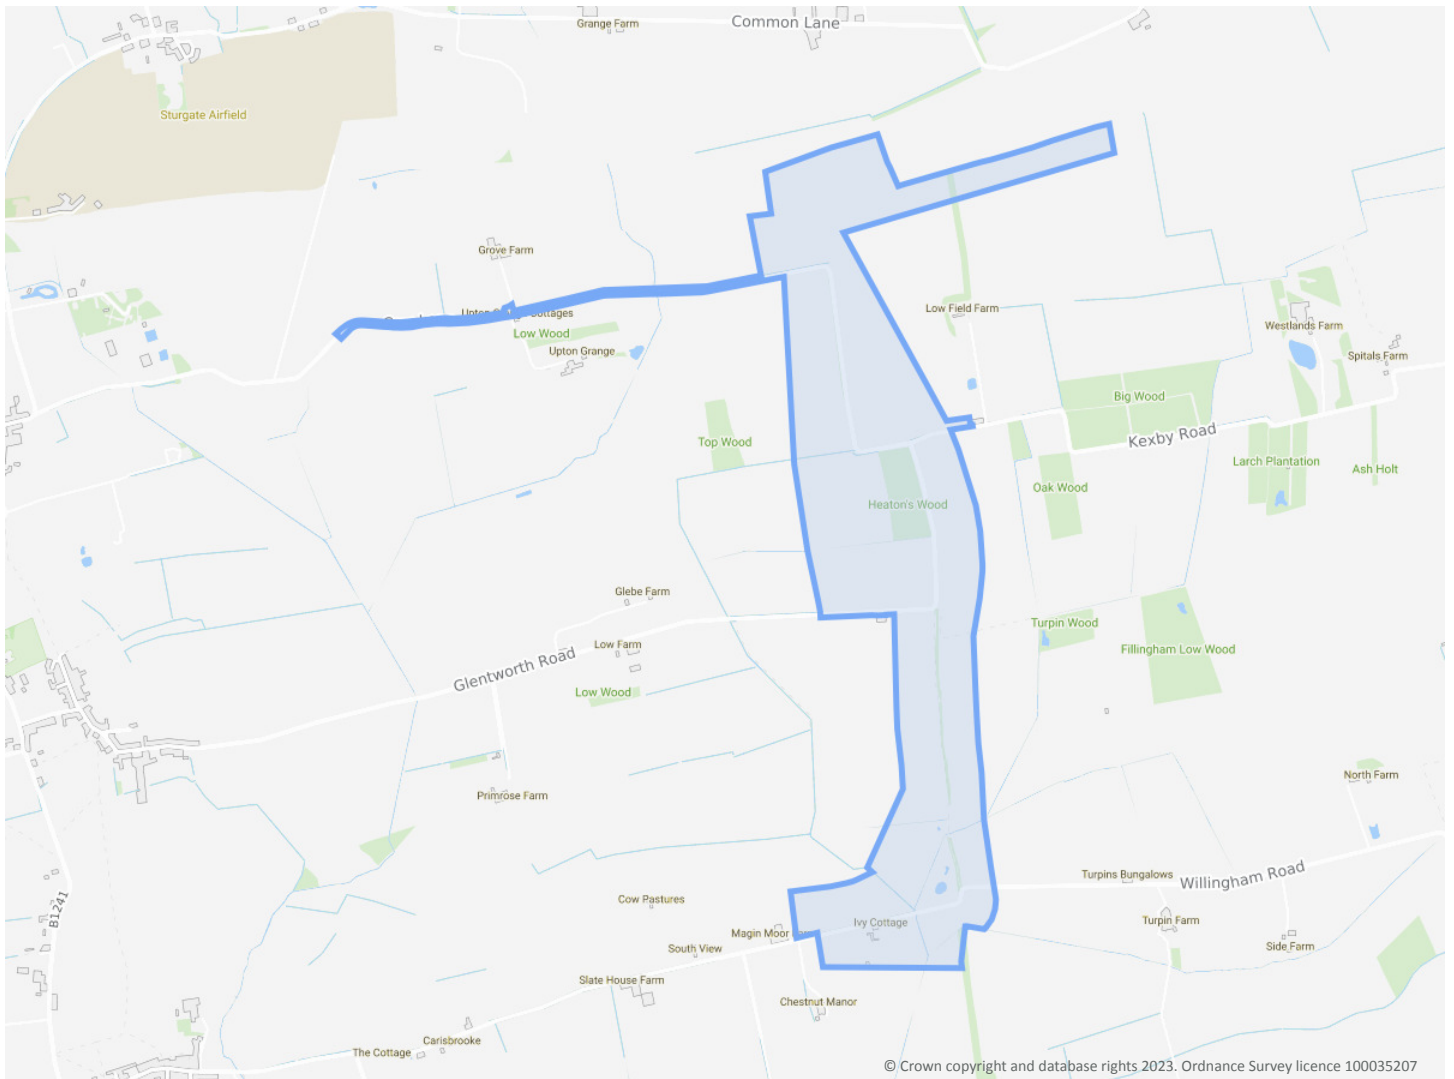 Grange Farm
Common Lane
Sturgate Airfield
Grove Farm
Cottages
Low Wood
Upton Grange
Low Field Farm
Westlands Farm
Spitals Farm
Big Wood
Kexby Road
Top Wood
Larch Plantation
Ash Holt
Oak Wood
Heaton's Wood
Glebe Farm
Turpin Wood
Low Farm
Fillingham Low Wood
Glentworth Road
Low Wood
North Farm
Primrose Farm
Turpins Bungalows
Willingham Road
B1241
Cow Pastures
Ivy Cottage
Turpin Farm
Magin Moor
South View
Side Farm
Slate House Farm
Chestnut Manor
Carisbrooke
The Cottage
© Crown copyright and database rights 2023. Ordnance Survey licence 100035207